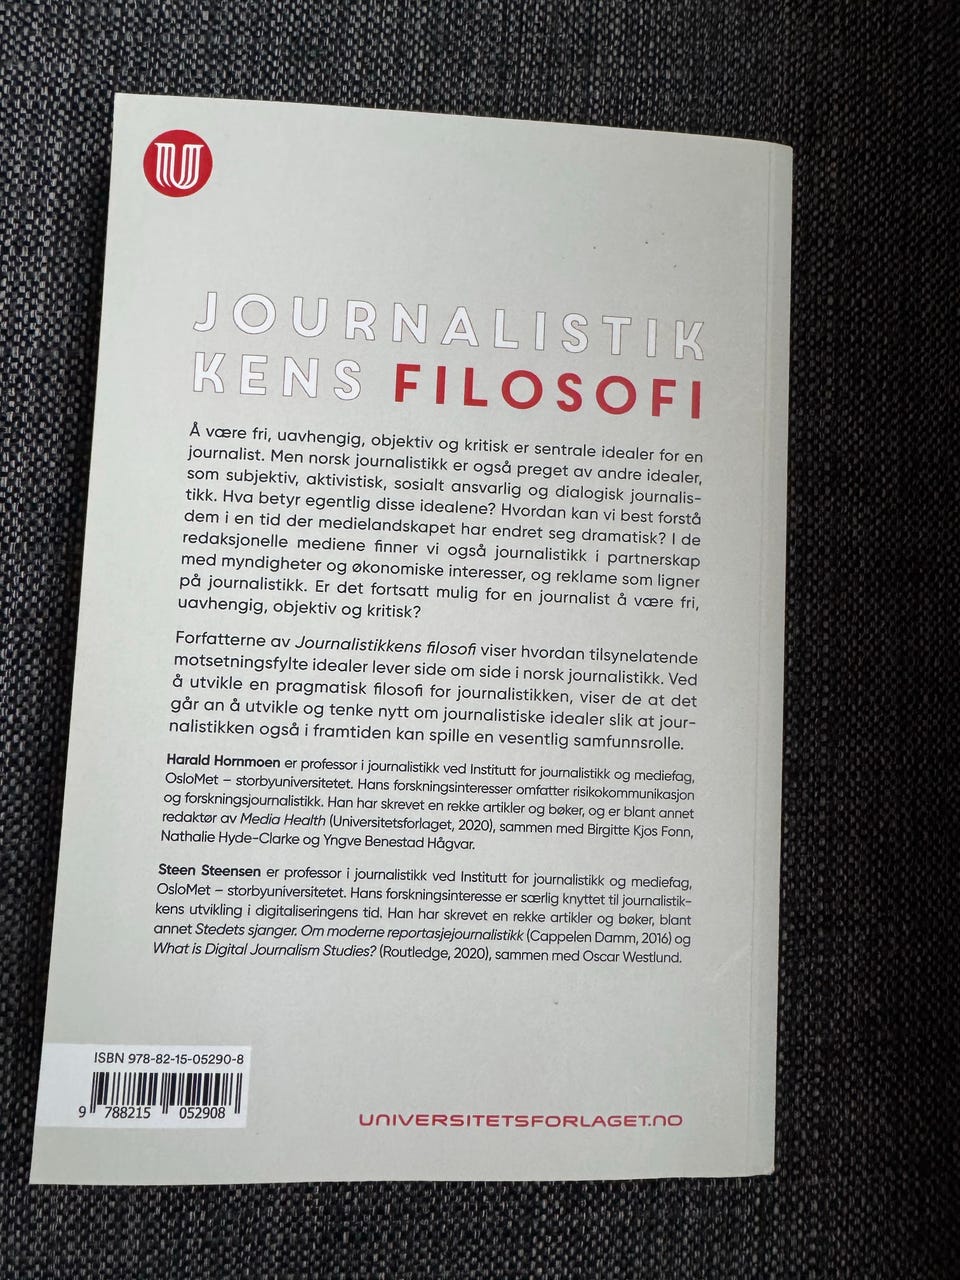 U
JOURNALISTIK
KENS FILOSOFI
Å være fri, uavhengig, objektiv og kritisk er sentrale idealer for en
journalist. Men norsk journalistikk er også preget av andre idealer,
som subjektiv, aktivistisk, sosialt ansvarlig og dialogisk journalis-
tikk. Hva betyr egentlig disse idealene? Hvordan kan vi best forstå
dem i en tid der medielandskapet har endret seg dramatisk? I de
redaksjonelle mediene finner vi også journalistikk i partnerskap
med myndigheter og økonomiske interesser, og reklame som ligner
på journalistikk. Er det fortsatt mulig for en journalist å være fri,
uavhengig, objektiv og kritisk?
Forfatterne av Journalistikkens filosofi viser hvordan tilsynelatende
motsetningsfylte idealer lever side om side i norsk journalistikk. Ved
å utvikle en pragmatisk filosofi for journalistikken, viser de at det
går an å utvikle og tenke nytt om journalistiske idealer slik at jour-
nalistikken også i framtiden kan spille en vesentlig samfunnsrolle.
Harald Hornmoen er professor i journalistikk ved Institutt for journalistikk og mediefag,
OsloMet – storbyuniversitetet. Hans forskningsinteresser omfatter risikokommunikasjon
og forskningsjournalistikk. Han har skrevet en rekke artikler og bøker, og er blant annet
redaktør av Media Health (Universitetsforlaget, 2020), sammen med Birgitte Kjos Fonn,
Nathalie Hyde-Clarke og Yngve Benestad Hågvar.
Steen Steensen er professor i journalistikk ved Institutt for journalistikk og mediefag,
OsloMet – storbyuniversitetet. Hans forskningsinteresse er særlig knyttet til journalistik-
kens utvikling i digitaliseringens tid. Han har skrevet en rekke artikler og bøker, blant
annet Stedets sjanger. Om moderne reportasjejournalistikk (Cappelen Damm, 2016) og
What is Digital Journalism Studies? (Routledge, 2020), sammen med Oscar Westlund.
ISBN 978-82-15-05290-8
9 788215 052908
UNIVERSITETSFORLAGET.NO